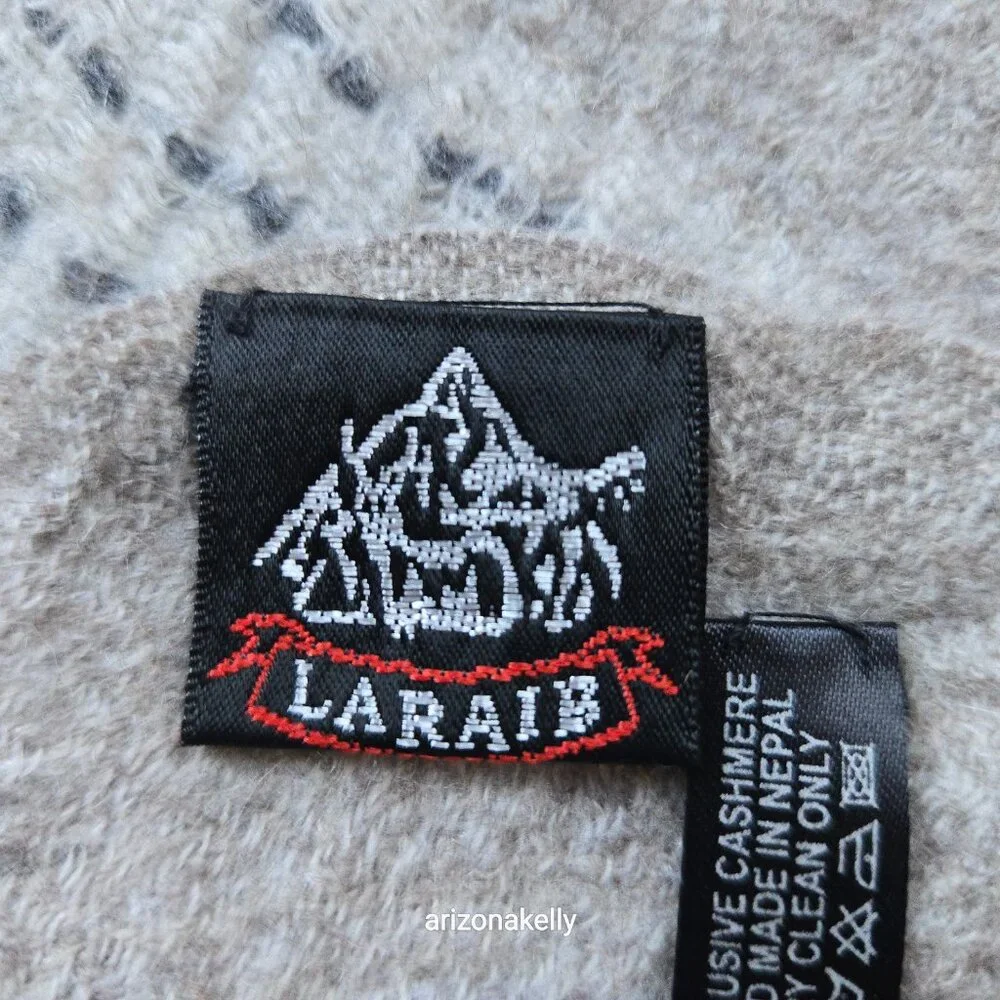 LARAIB
USIVE CASHMERE
D MADE IN NEPAL
Y CLEAN ONLY
arizonakelly